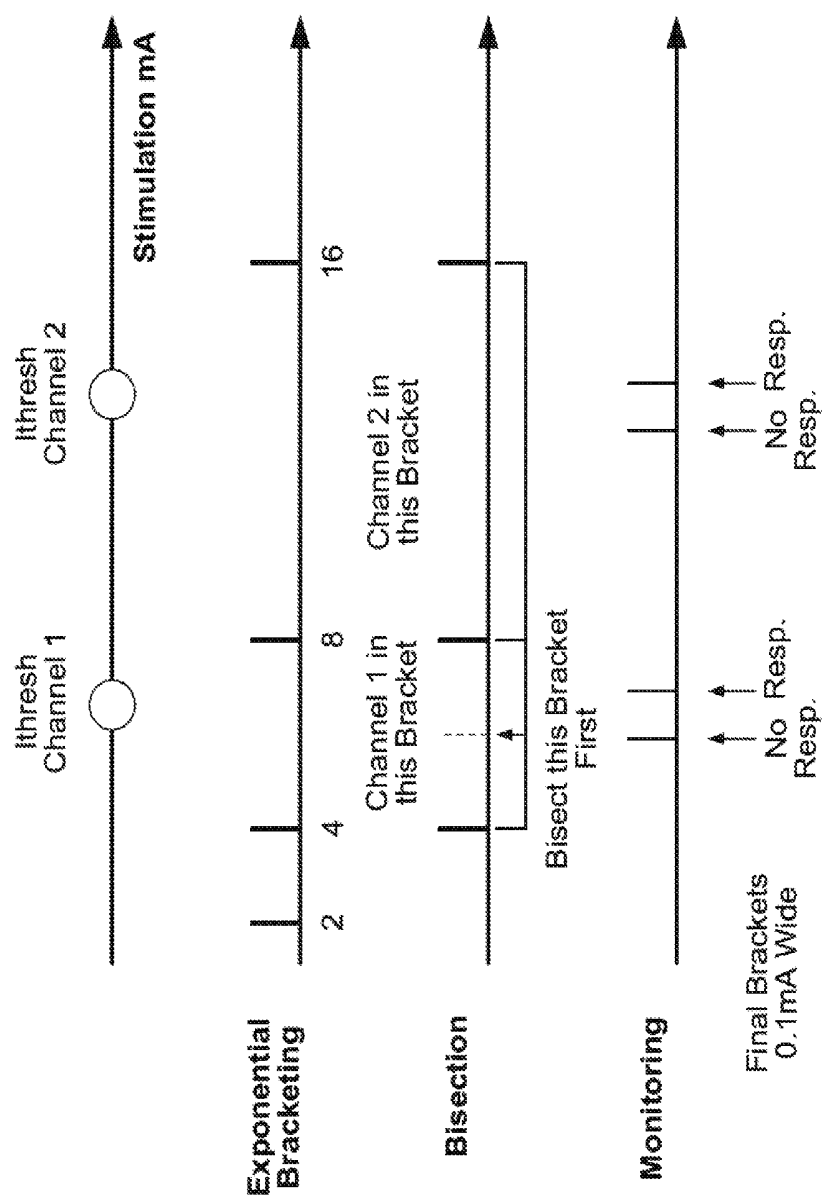 Ithresh
Channel 1
Ithresh
Channel 2
Stimulation mA
Exponential
Bracketing
2
4
8
16
Bisection
Channel 1 in
this Bracket
Channel 2 in
this Bracket
Bisect this Bracket
First
Monitoring
No
Resp.
Resp.
No
Resp.
Resp.
Final Brackets
0.1mA Wide